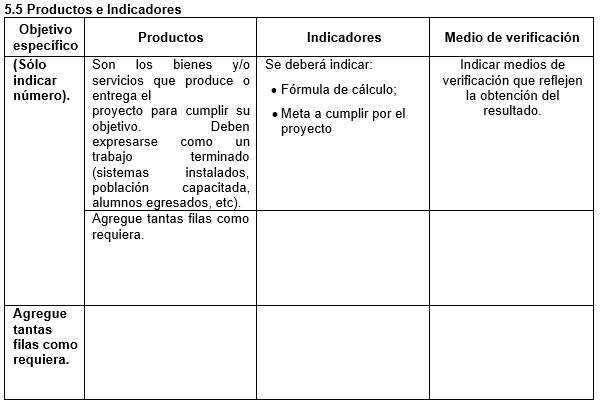 5.5 Productos e Indicadores
Objetivo
específico
Productos
Indicadores
Medio de verificación
(Sólo
indicar
número).
Son los bienes y/o
servicios que produce o
entrega el
proyecto para cumplir su
objetivo. Deben
expresarse como un
trabajo terminado
(sistemas instalados,
población capacitada,
alumnos egresados, etc).
Se deberá indicar:
• Fórmula de cálculo;
• Meta a cumplir por el
proyecto
Indicar medios de
verificación que reflejen
la obtención del
resultado.
Agregue tantas filas como
requiera.
Agregue
tantas
filas como
requiera.